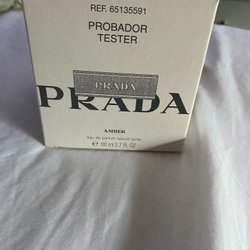 REF. 65135591
PROBADOR
TESTER
PRADA
PRADA
AMBER
eau de parfum natural spray
℮ 80 ml 2.7 FL.OZ